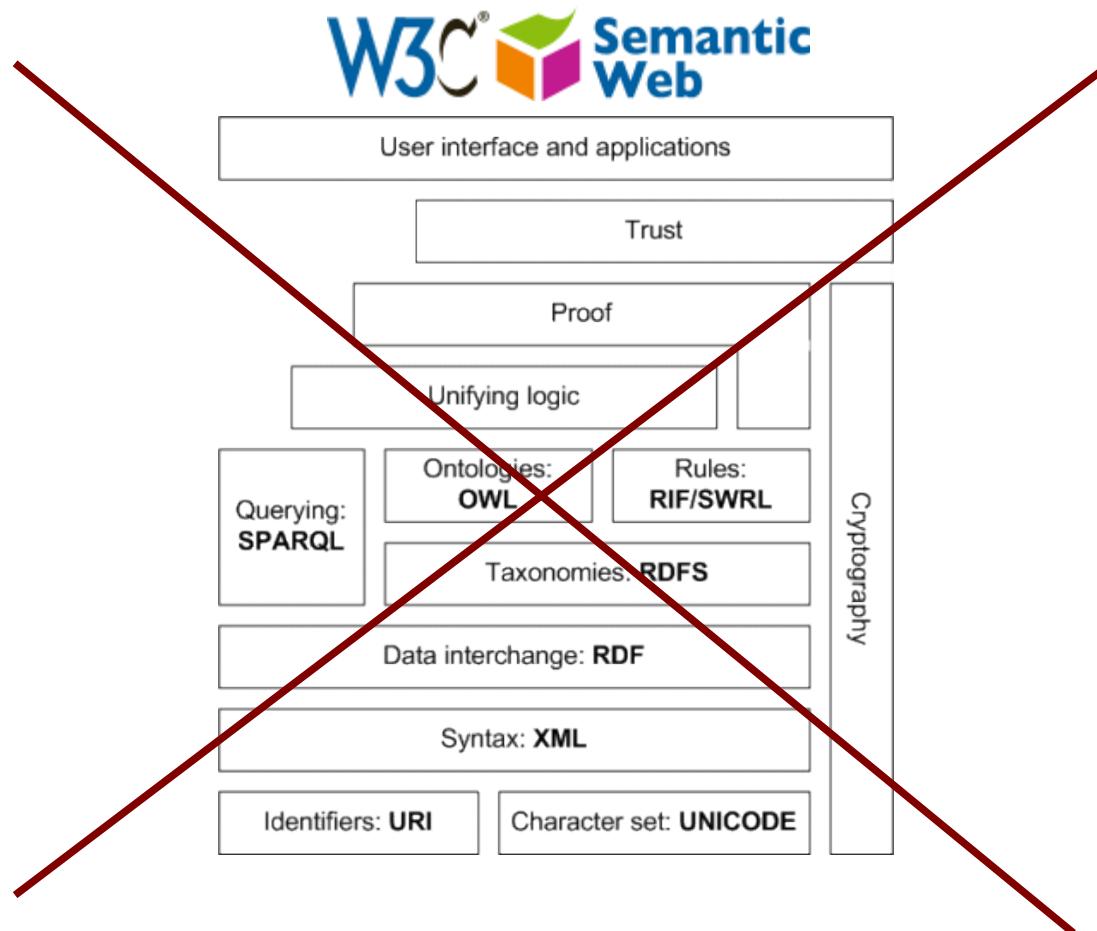 W3C® Semantic
Web
User interface and applications
Trust
Proof
Unifying logic
Ontologies:
OWL
Rules:
RIF/SWRL
Querying:
SPARQL
Taxonomies: RDFS
Cryptography
Data interchange: RDF
Syntax: XML
Identifiers: URI
Character set: UNICODE